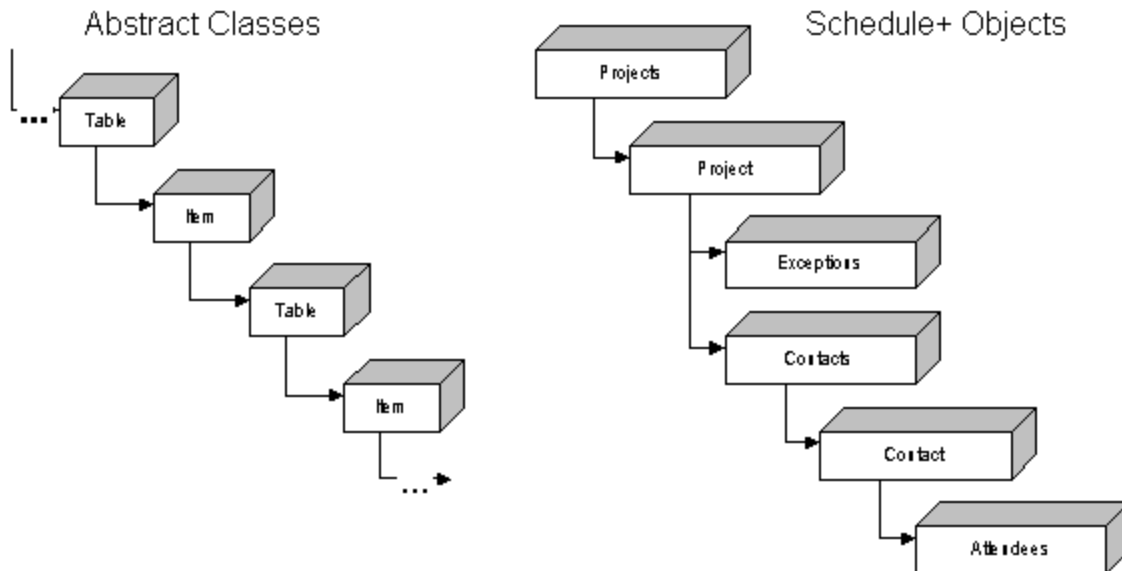 Abstract Classes
...
Table
Item
Table
Item
...
Schedule+ Objects
Projects
Project
Exceptions
Contacts
Contact
Attendees